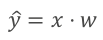 ŷ = x · w